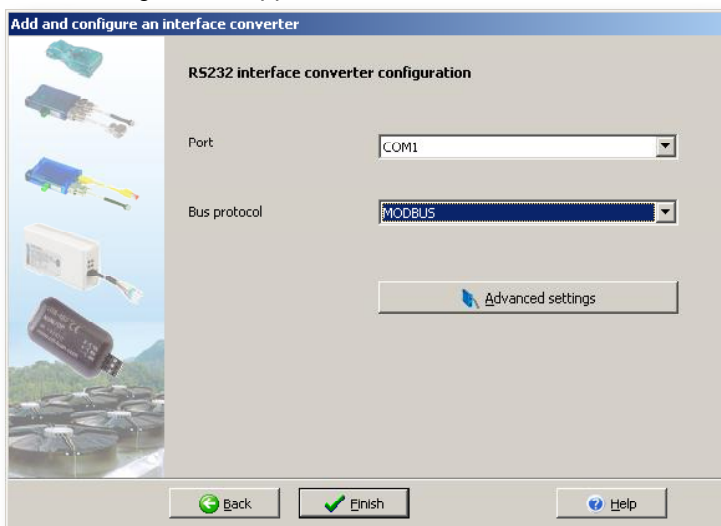 Add and configure an interface converter
RS232 interface converter configuration
Port
COM1
Bus protocol
MODBUS
Advanced settings
Back
Finish
Help